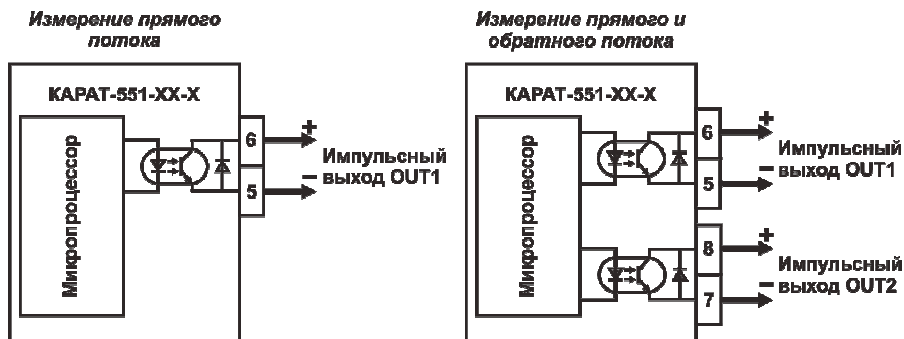 Измерение прямого
потока
КАРАТ-551-ХХ-Х
Микропроцессор
6
+
5
–
Импульсный
выход OUT1
Измерение прямого и
обратного потока
КАРАТ-551-ХХ-Х
Микропроцессор
6
+
5
–
Импульсный
выход OUT1
8
+
7
–
Импульсный
выход OUT2